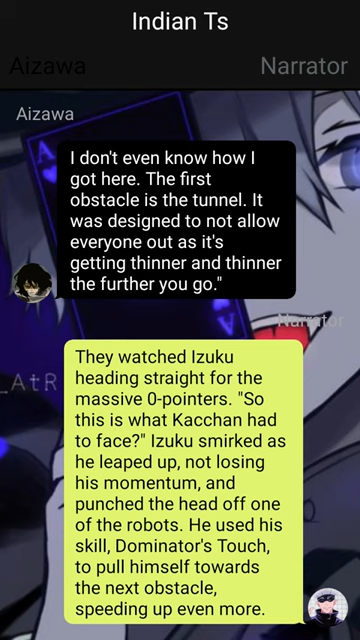 Indian Ts
Aizawa
Narrator
Aizawa
I don't even know how I
got here. The first
obstacle is the tunnel. It
was designed to not allow
everyone out as it's
getting thinner and thinner
the further you go."
Narrator
They watched Izuku
heading straight for the
massive 0-pointers. "So
this is what Kacchan had
to face?" Izuku smirked as
he leaped up, not losing
his momentum, and
punched the head off one
of the robots. He used his
skill, Dominator's Touch,
to pull himself towards
the next obstacle,
speeding up even more.
_AtR
A
A